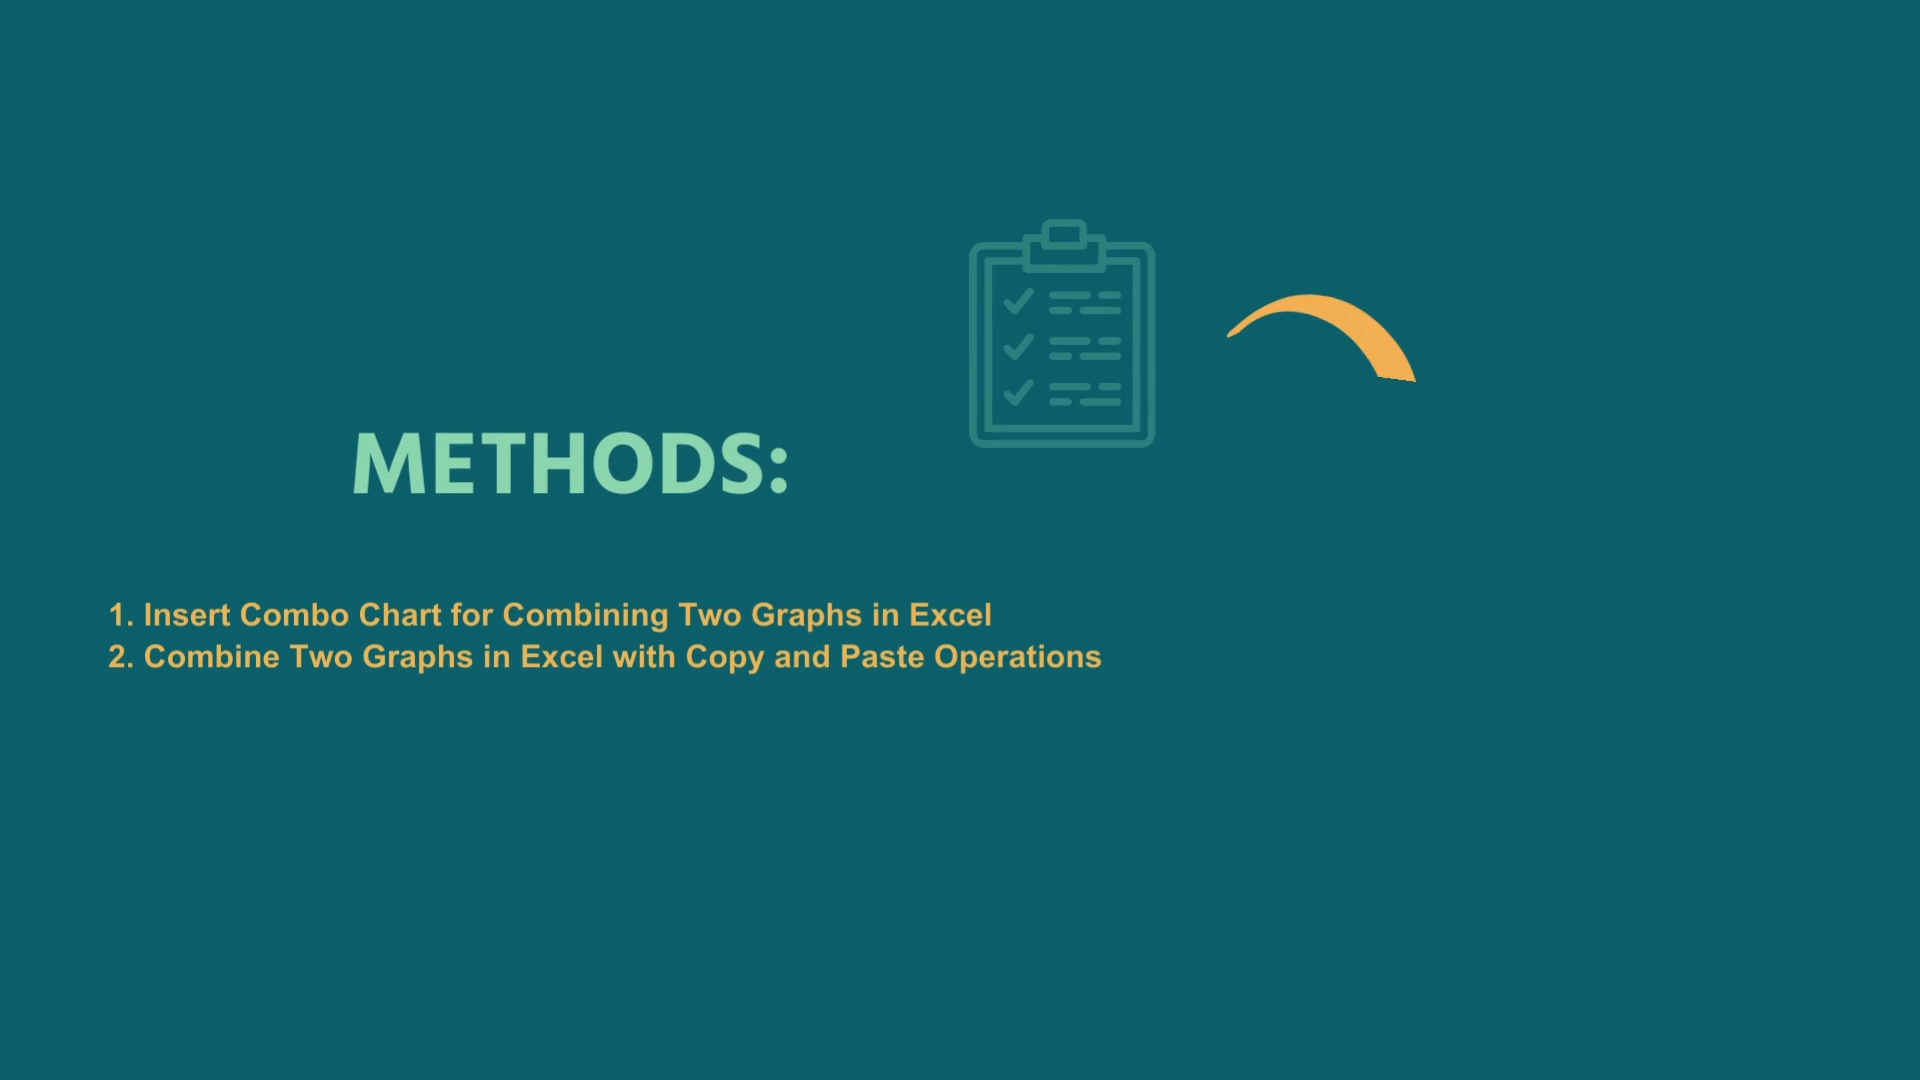 METHODS:
1. Insert Combo Chart for Combining Two Graphs in Excel
2. Combine Two Graphs in Excel with Copy and Paste Operations